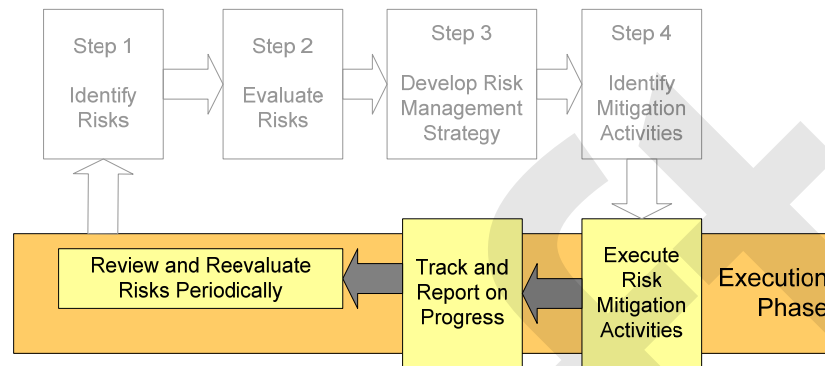 Step 1
Identify
Risks
Step 2
Evaluate
Risks
Step 3
Develop Risk
Management
Strategy
Step 4
Identify
Mitigation
Activities
Review and Reevaluate
Risks Periodically
Track and
Report on
Progress
Execute
Risk
Mitigation
Activities
Execution
Phase